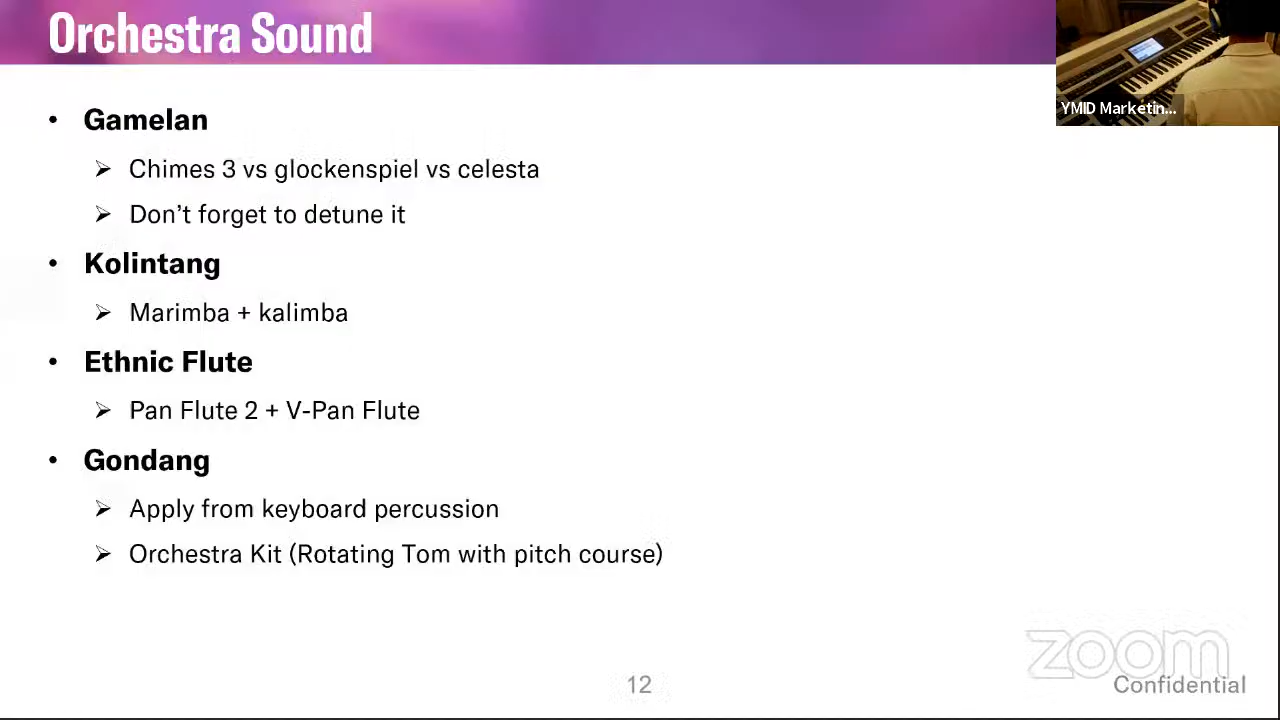 Orchestra Sound
YMID Marketin...
• Gamelan
➢ Chimes 3 vs glockenspiel vs celesta
➢ Don't forget to detune it
• Kolintang
➢ Marimba + kalimba
• Ethnic Flute
➢ Pan Flute 2 + V-Pan Flute
• Gondang
➢ Apply from keyboard percussion
➢ Orchestra Kit (Rotating Tom with pitch course)
zoom
12
Confidential